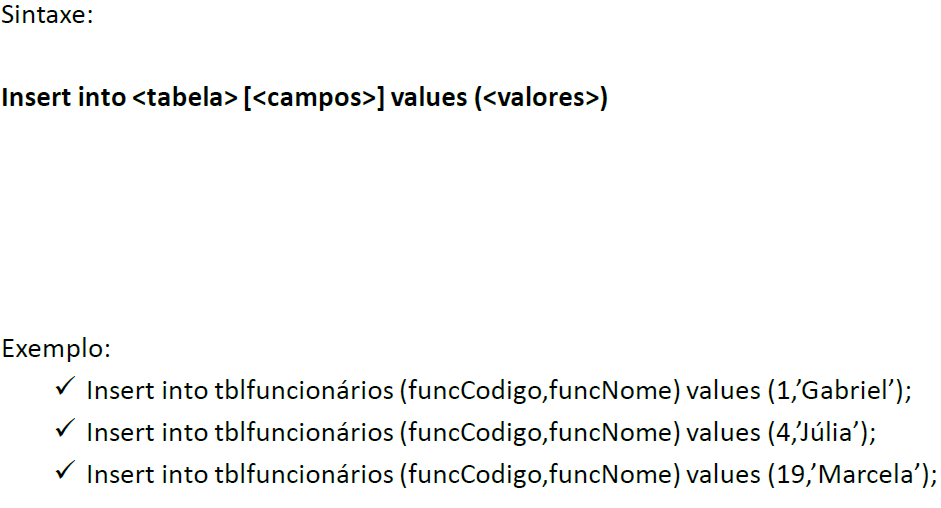 Sintaxe:
Insert into <tabela> [<campos>] values (<valores>)
Exemplo:
✓ Insert into tblfuncionários (funcCodigo,funcNome) values (1,’Gabriel’);
✓ Insert into tblfuncionários (funcCodigo,funcNome) values (4,’Júlia’);
✓ Insert into tblfuncionários (funcCodigo,funcNome) values (19,’Marcela’);